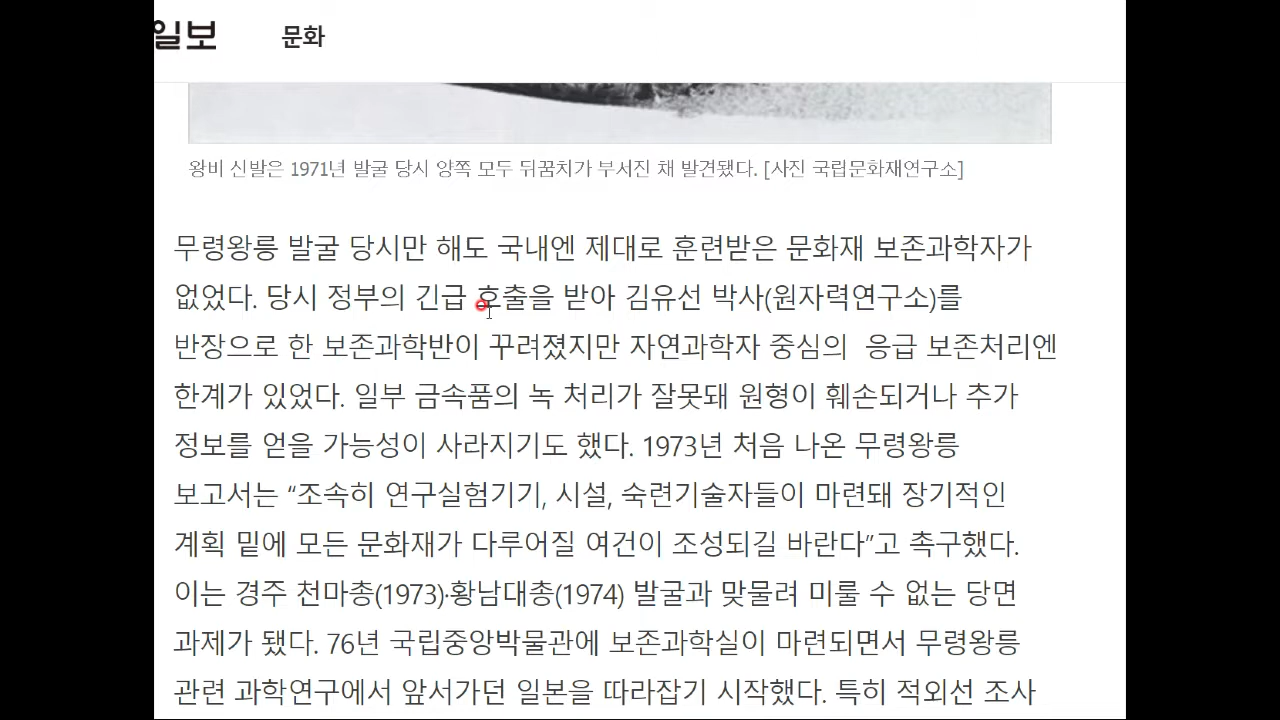 일보 문화
왕비 신발은 1971년 발굴 당시 양쪽 모두 뒤꿈치가 부서진 채 발견됐다. [사진 국립문화재연구소]
무령왕릉 발굴 당시만 해도 국내엔 제대로 훈련받은 문화재 보존과학자가
없었다. 당시 정부의 긴급 호출을 받아 김유선 박사(원자력연구소)를
반장으로 한 보존과학반이 꾸려졌지만 자연과학자 중심의  응급 보존처리엔
한계가 있었다. 일부 금속품의 녹 처리가 잘못돼 원형이 훼손되거나 추가
정보를 얻을 가능성이 사라지기도 했다. 1973년 처음 나온 무령왕릉
보고서는 “조속히 연구실험기기, 시설, 숙련기술자들이 마련돼 장기적인
계획 밑에 모든 문화재가 다루어질 여건이 조성되길 바란다”고 촉구했다.
이는 경주 천마총(1973)·황남대총(1974) 발굴과 맞물려 미룰 수 없는 당면
과제가 됐다. 76년 국립중앙박물관에 보존과학실이 마련되면서 무령왕릉
관련 과학연구에서 앞서가던 일본을 따라잡기 시작했다. 특히 적외선 조사